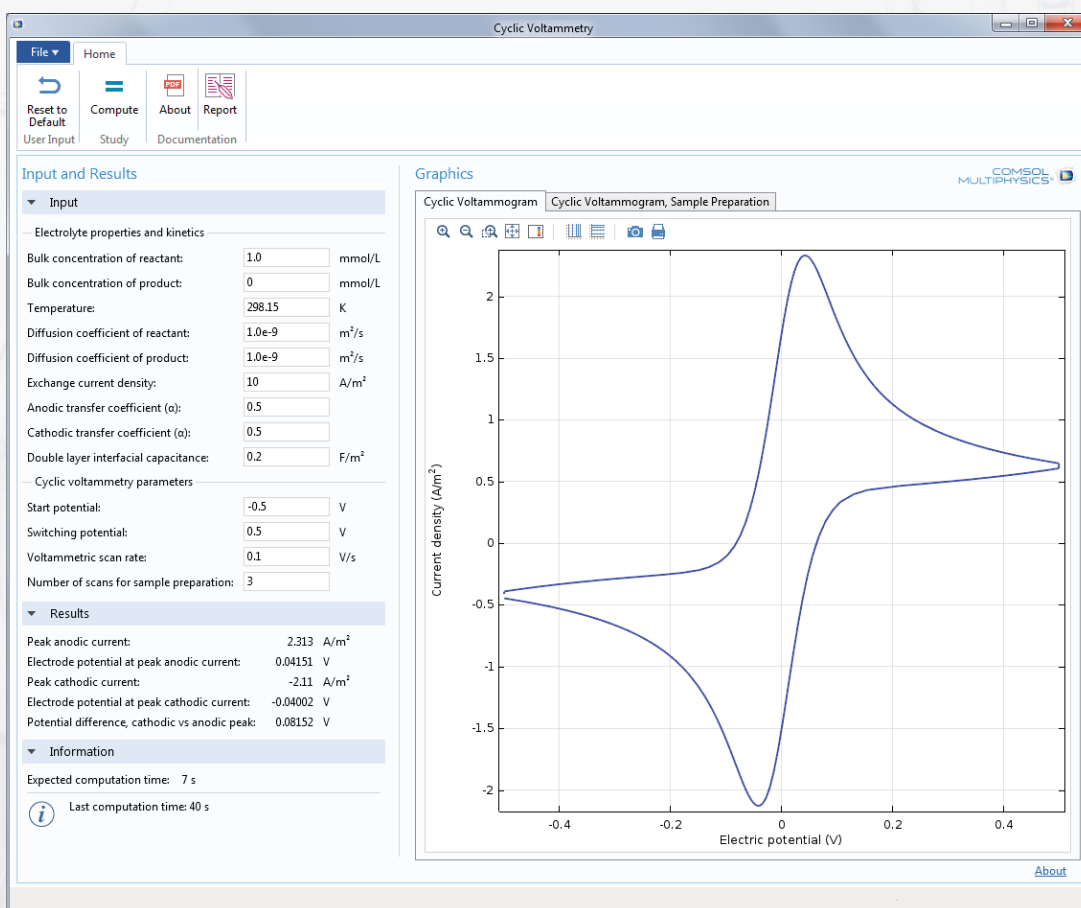 Cyclic Voltammetry
File
Home
Reset to Default
Compute
About
Report
User Input
Study
Documentation
Input and Results
Input
Electrolyte properties and kinetics
Bulk concentration of reactant: 1.0 mmol/L
Bulk concentration of product: 0 mmol/L
Temperature: 298.15 K
Diffusion coefficient of reactant: 1.0e-9 m²/s
Diffusion coefficient of product: 1.0e-9 m²/s
Exchange current density: 10 A/m²
Anodic transfer coefficient (α): 0.5
Cathodic transfer coefficient (α): 0.5
Double layer interfacial capacitance: 0.2 F/m²
Cyclic voltammetry parameters
Start potential: -0.5 V
Switching potential: 0.5 V
Voltammetric scan rate: 0.1 V/s
Number of scans for sample preparation: 3
Results
Peak anodic current: 2.313 A/m²
Electrode potential at peak anodic current: 0.04151 V
Peak cathodic current: -2.11 A/m²
Electrode potential at peak cathodic current: -0.04002 V
Potential difference, cathodic vs anodic peak: 0.08152 V
Information
Expected computation time: 7 s
i Last computation time: 40 s
Graphics
COMSOL
MULTIPHYSICS®
Cyclic Voltammogram
Cyclic Voltammogram, Sample Preparation
2
1.5
1
0.5
0
-0.5
-1
-1.5
-2
Current density (A/m²)
-0.4 -0.2 0 0.2 0.4
Electric potential (V)
About